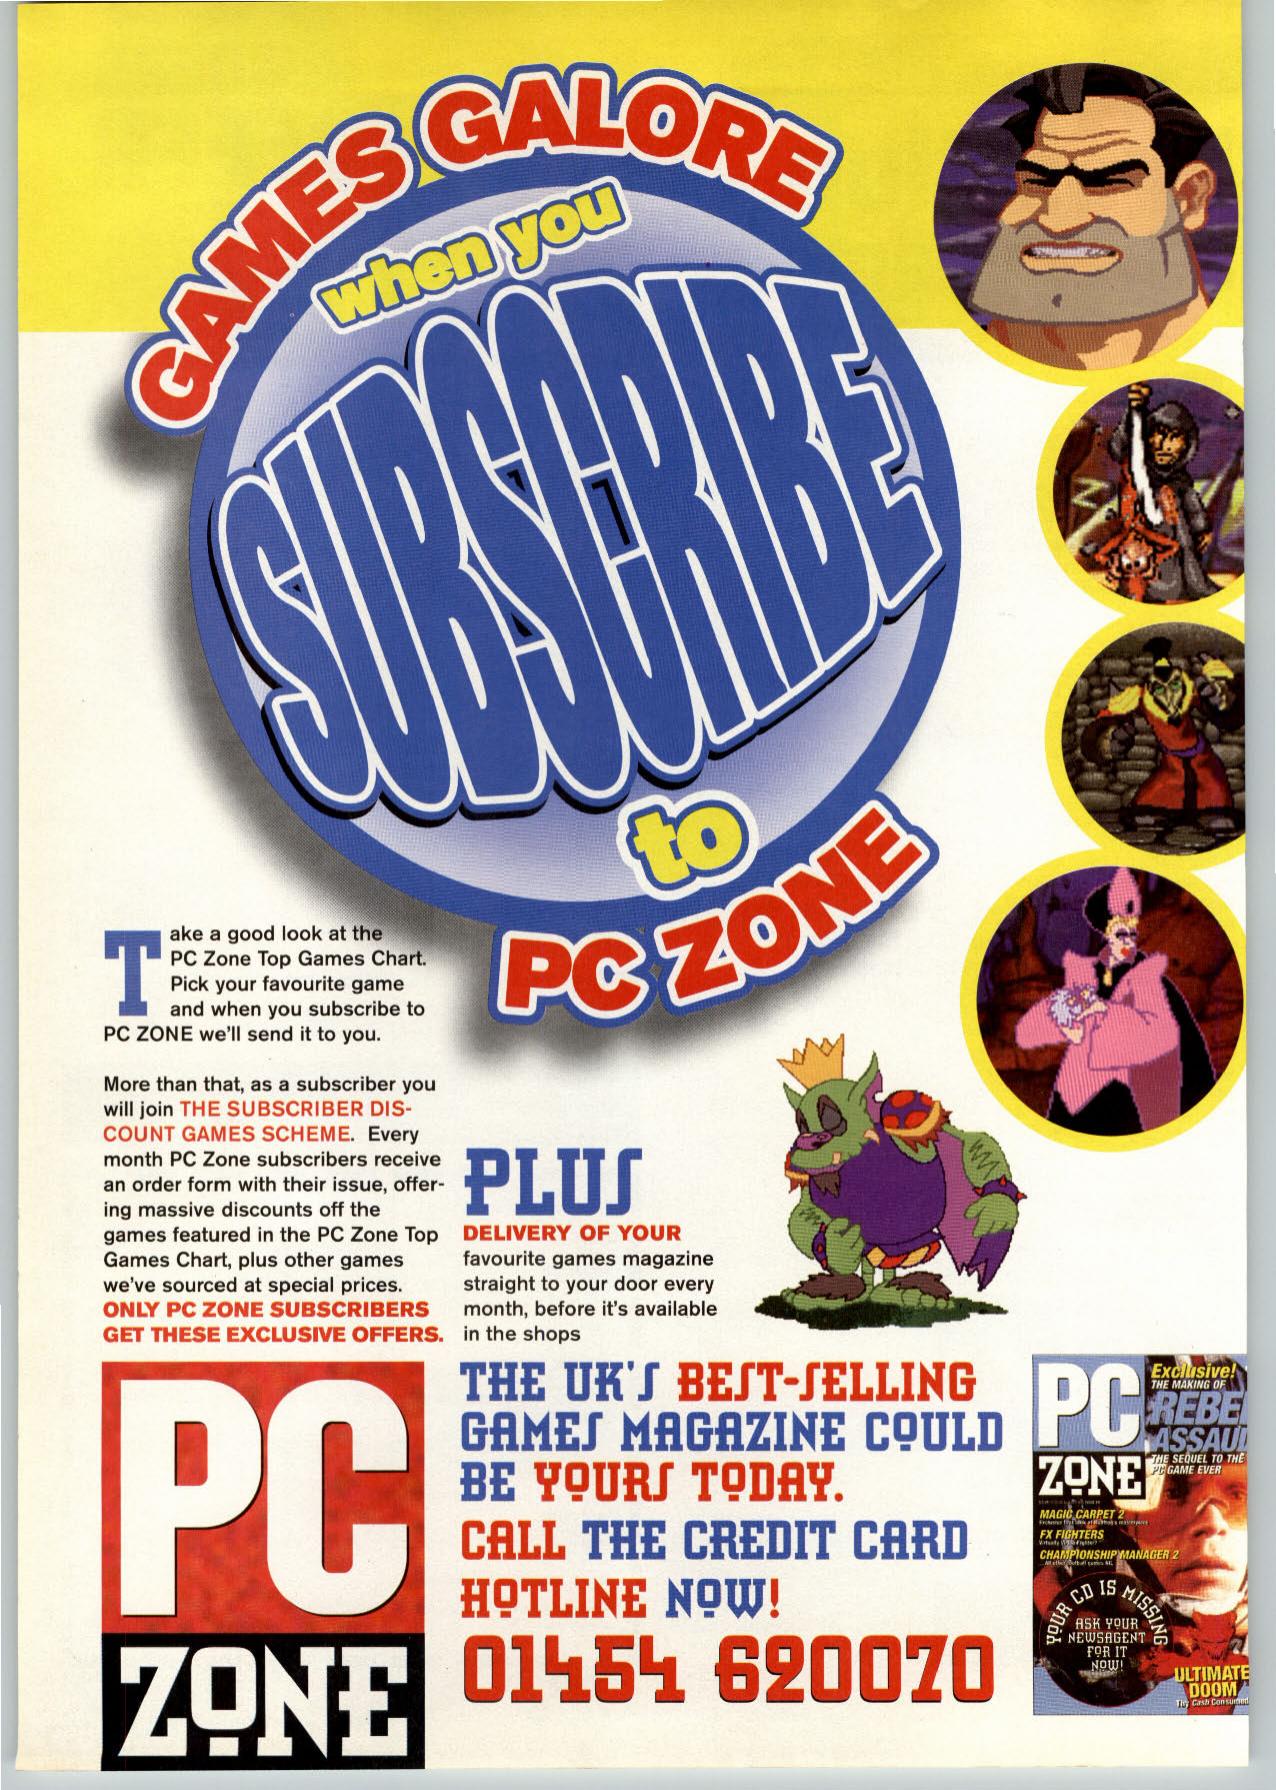 GAMES GALORE
when you
SUBSCRIBE
to
PC ZONE
Take a good look at the
PC Zone Top Games Chart.
Pick your favourite game
and when you subscribe to
PC ZONE we'll send it to you.
More than that, as a subscriber you
will join THE SUBSCRIBER DIS-
COUNT GAMES SCHEME. Every
month PC Zone subscribers receive
an order form with their issue, offer-
ing massive discounts off the
games featured in the PC Zone Top
Games Chart, plus other games
we've sourced at special prices.
ONLY PC ZONE SUBSCRIBERS
GET THESE EXCLUSIVE OFFERS.
PLUS
DELIVERY OF YOUR
favourite games magazine
straight to your door every
month, before it's available
in the shops
PC
ZONE
THE UK'S BEST-SELLING
GAMES MAGAZINE COULD
BE YOURS TODAY.
CALL THE CREDIT CARD
HOTLINE NOW!
01454 620070
PC
ZONE
Exclusive!
THE MAKING OF
REBE
ASSAU
THE SEQUEL TO THE
PC GAME EVER
MAGIC CARPET 2
FX FIGHTERS
CHAMPIONSHIP MANAGER 2
YOUR CD IS MISSING
ASK YOUR
NEWSAGENT
FOR IT
NOW!
ULTIMATE
DOOM
The Cash Consumed